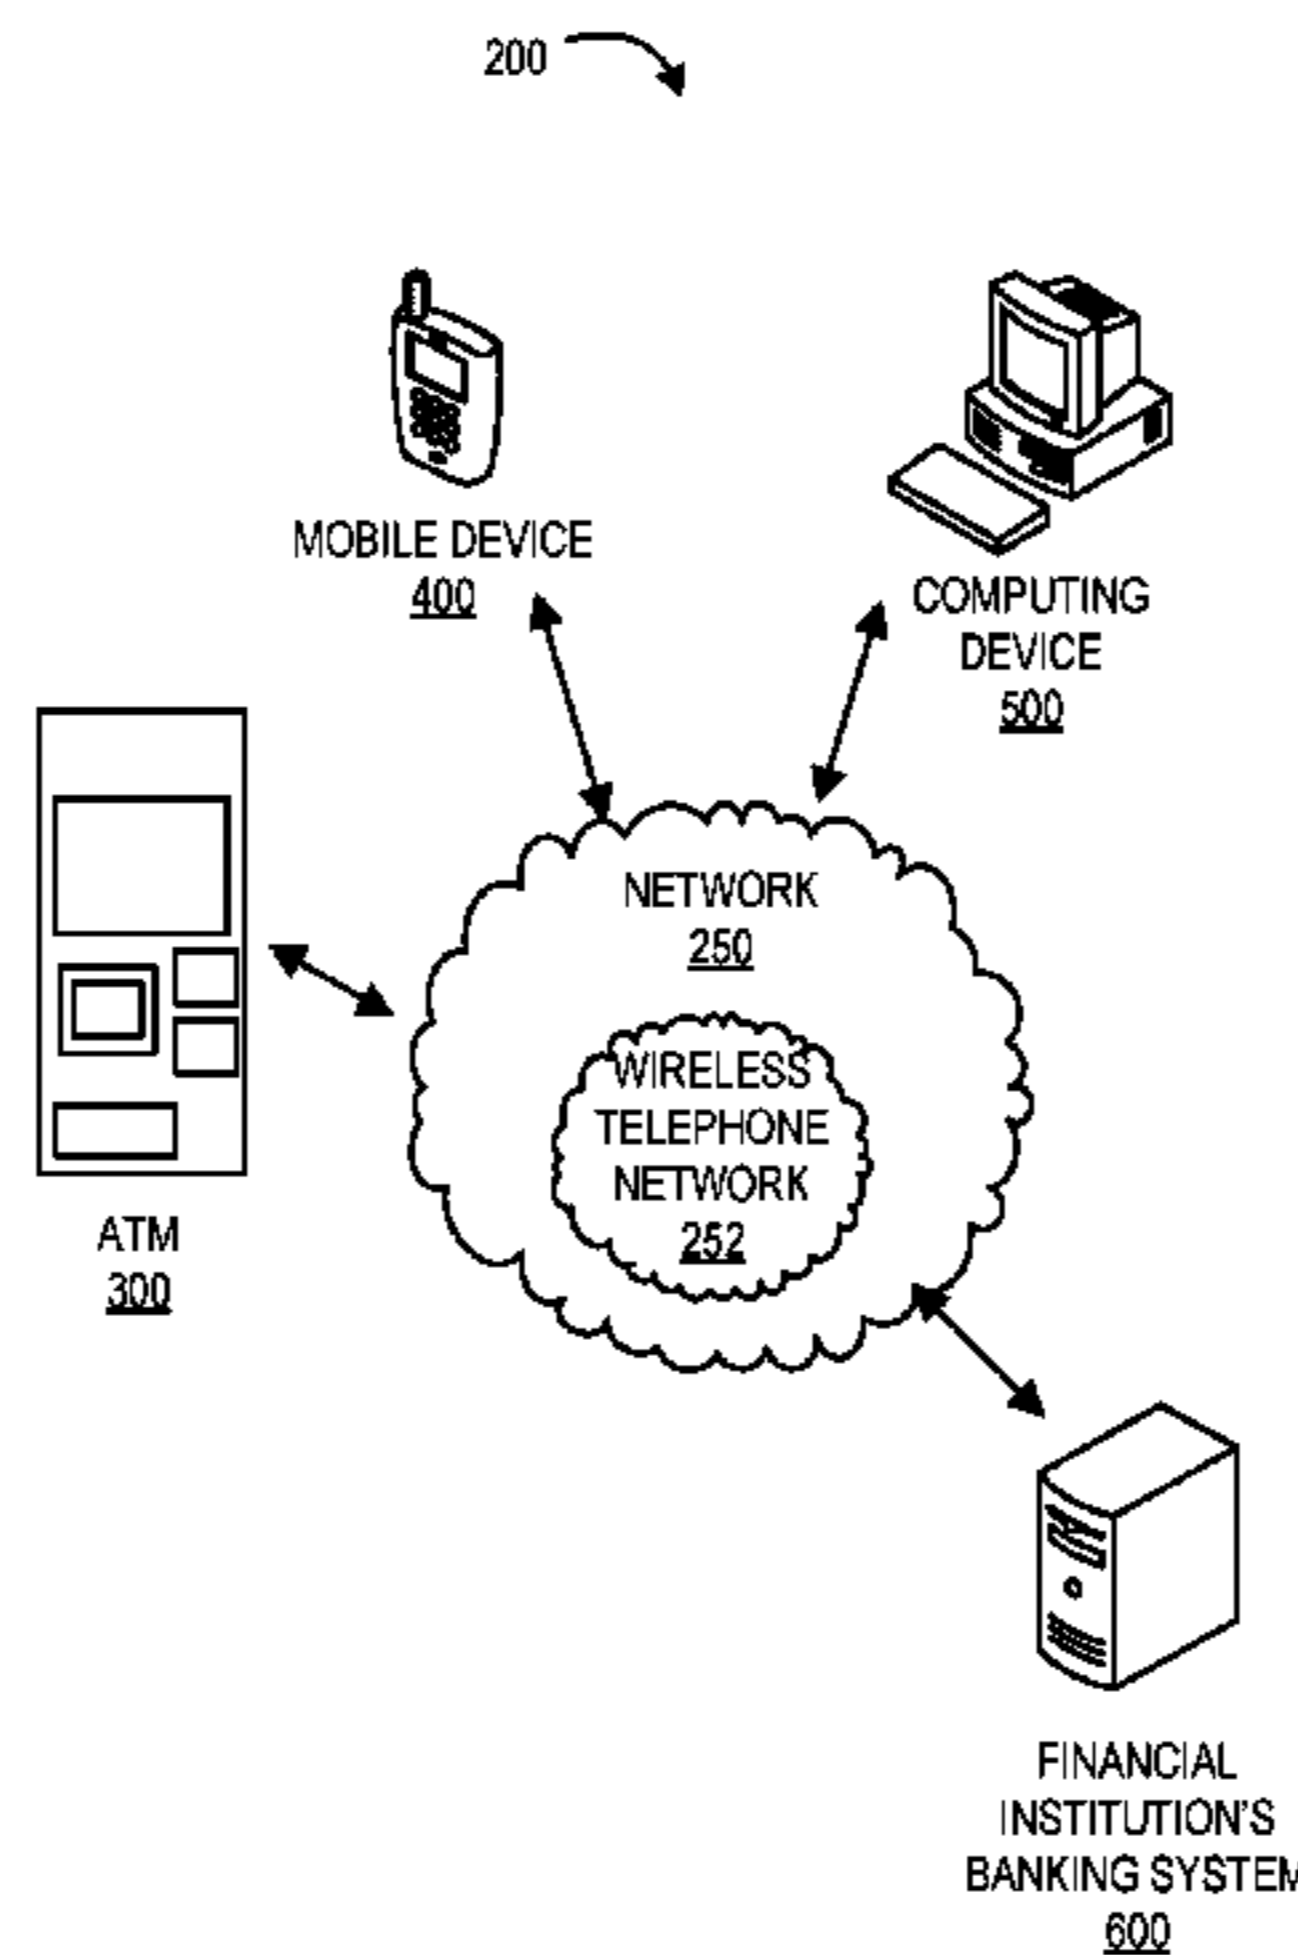 200
MOBILE DEVICE
400
COMPUTING
DEVICE
500
NETWORK
250
WIRELESS
TELEPHONE
NETWORK
252
ATM
300
FINANCIAL
INSTITUTION'S
BANKING SYSTEM
600